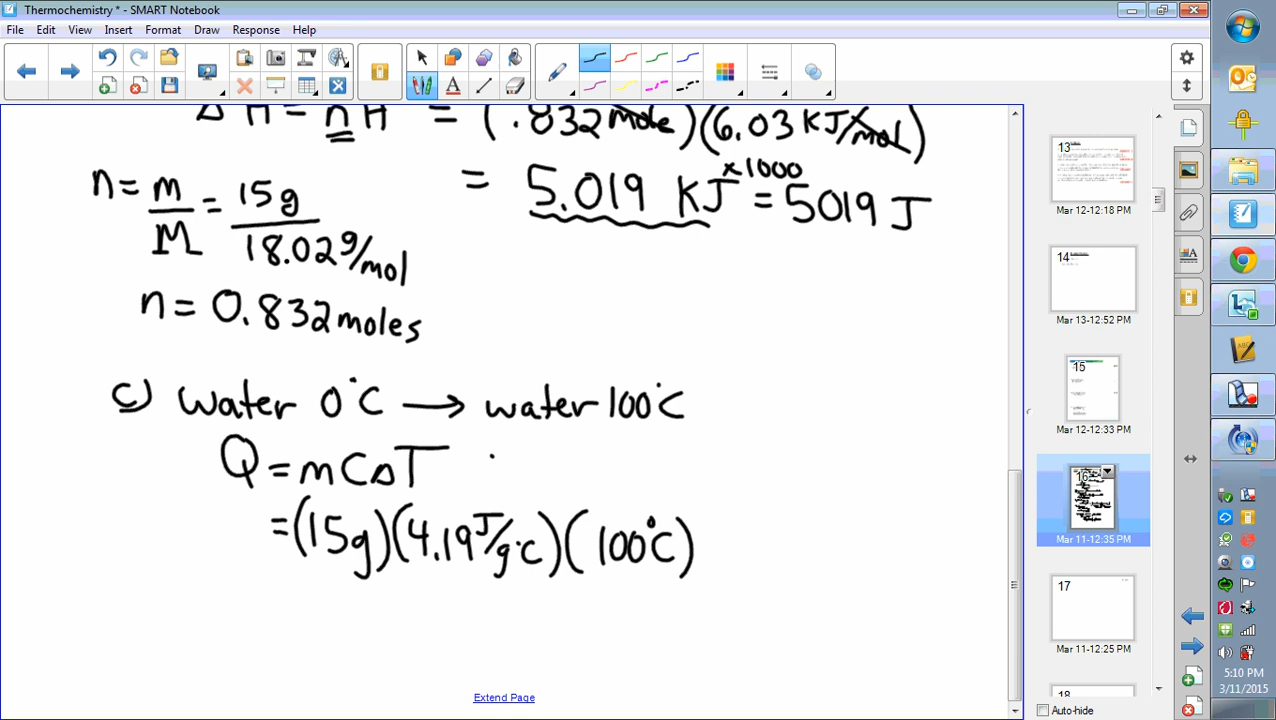 Thermochemistry * - SMART Notebook
File Edit View Insert Format Draw Response Help
Δ H = n H = (.832 mole)(6.03 KJ/mol)
= 5.019 KJ x1000 = 5019 J
n = m/M = 15g/18.02g/mol
n = 0.832 moles
c) water 0°C → water 100°C
Q = mCΔT
= (15g)(4.19 J/g°C)(100°C)
Extend Page
13
Mar 12-12:18 PM
14
Mar 13-12:52 PM
15
Mar 12-12:33 PM
16
Mar 11-12:35 PM
17
Mar 11-12:25 PM
18
Auto-hide
5:10 PM
3/11/2015